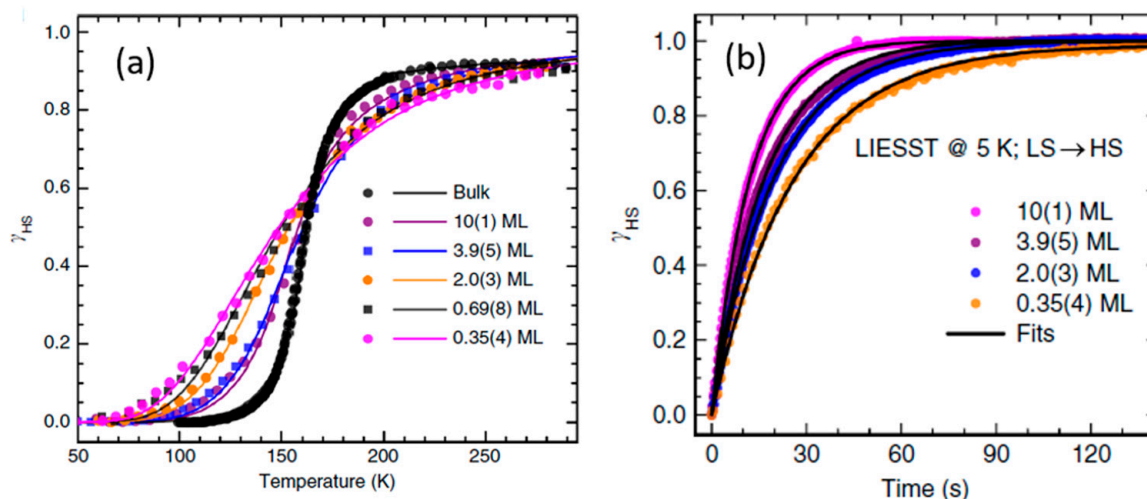 (a)
γHS
1.0
0.8
0.6
0.4
0.2
0.0
Bulk
10(1) ML
3.9(5) ML
2.0(3) ML
0.69(8) ML
0.35(4) ML
50 100 150 200 250
Temperature (K)
(b)
γHS
1.0
0.8
0.6
0.4
0.2
0.0
LIESST @ 5 K; LS → HS
10(1) ML
3.9(5) ML
2.0(3) ML
0.35(4) ML
Fits
0 30 60 90 120
Time (s)